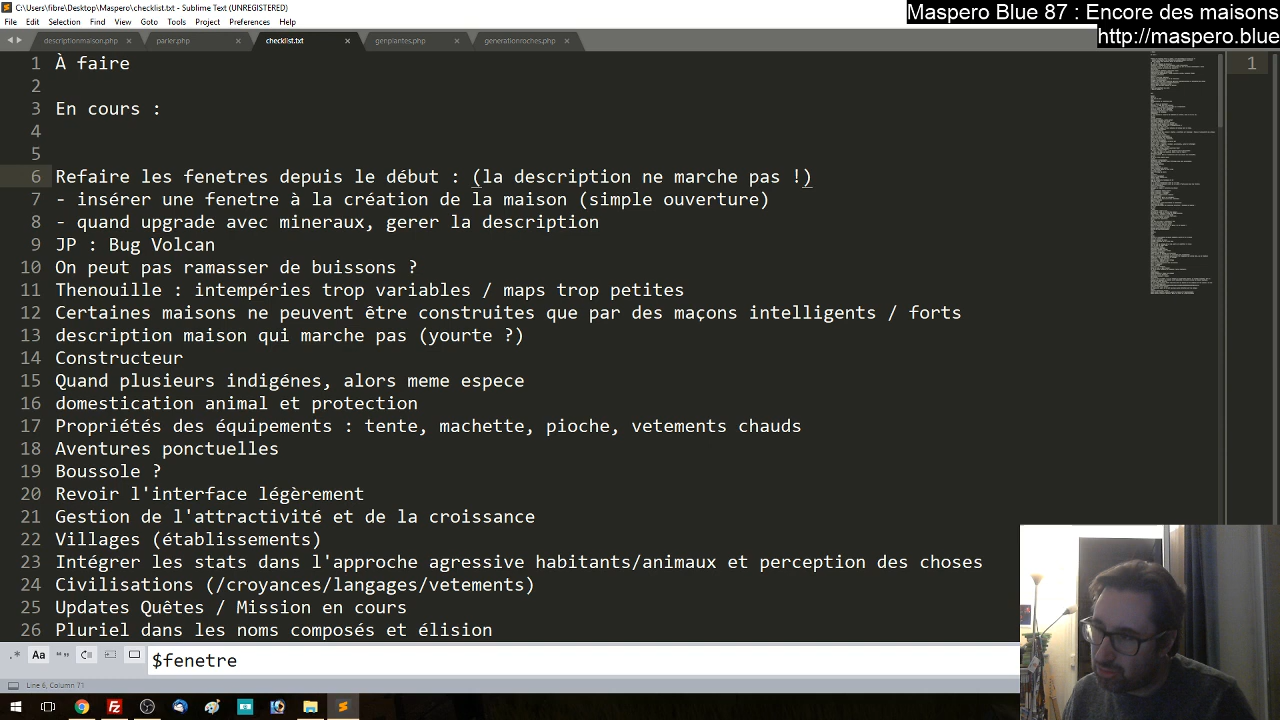 C:\Users\fibre\Desktop\Maspero\checklist.txt - Sublime Text (UNREGISTERED)
Maspero Blue 87 : Encore des maisons
http://maspero.blue
File Edit Selection Find View Goto Tools Project Preferences Help
descriptionmaison.php × parler.php × checklist.txt × genplantes.php × generationroches.php ×
1 À faire
1
2
3 En cours :
4
5
6 Refaire les fenetres depuis le début : (la description ne marche pas !)
7 - insérer une fenetre à la création de la maison (simple ouverture)
8 - quand upgrade avec mineraux, gerer la description
9 JP : Bug Volcan
10 On peut pas ramasser de buissons ?
11 Thenouille : intempéries trop variable / maps trop petites
12 Certaines maisons ne peuvent être construites que par des maçons intelligents / forts
13 description maison qui marche pas (yourte ?)
14 Constructeur
15 Quand plusieurs indigénes, alors meme espece
16 domestication animal et protection
17 Propriétés des équipements : tente, machette, pioche, vetements chauds
18 Aventures ponctuelles
19 Boussole ?
20 Revoir l'interface légèrement
21 Gestion de l'attractivité et de la croissance
22 Villages (établissements)
23 Intégrer les stats dans l'approche agressive habitants/animaux et perception des choses
24 Civilisations (/croyances/langages/vetements)
25 Updates Quêtes / Mission en cours
26 Pluriel dans les noms composés et élision
.* Aa “” $fenetre
Line 6, Column 71